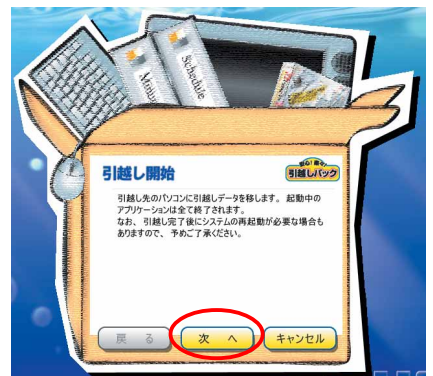 Minute
Schedule
引越し開始
安心!簡単!
引越しパック
引越し先のパソコンに引越しデータを移します。起動中の
アプリケーションは全て終了されます。
なお、引越し完了後にシステムの再起動が必要な場合も
ありますので、予めご了承ください。
戻 る
次 へ
キャンセル